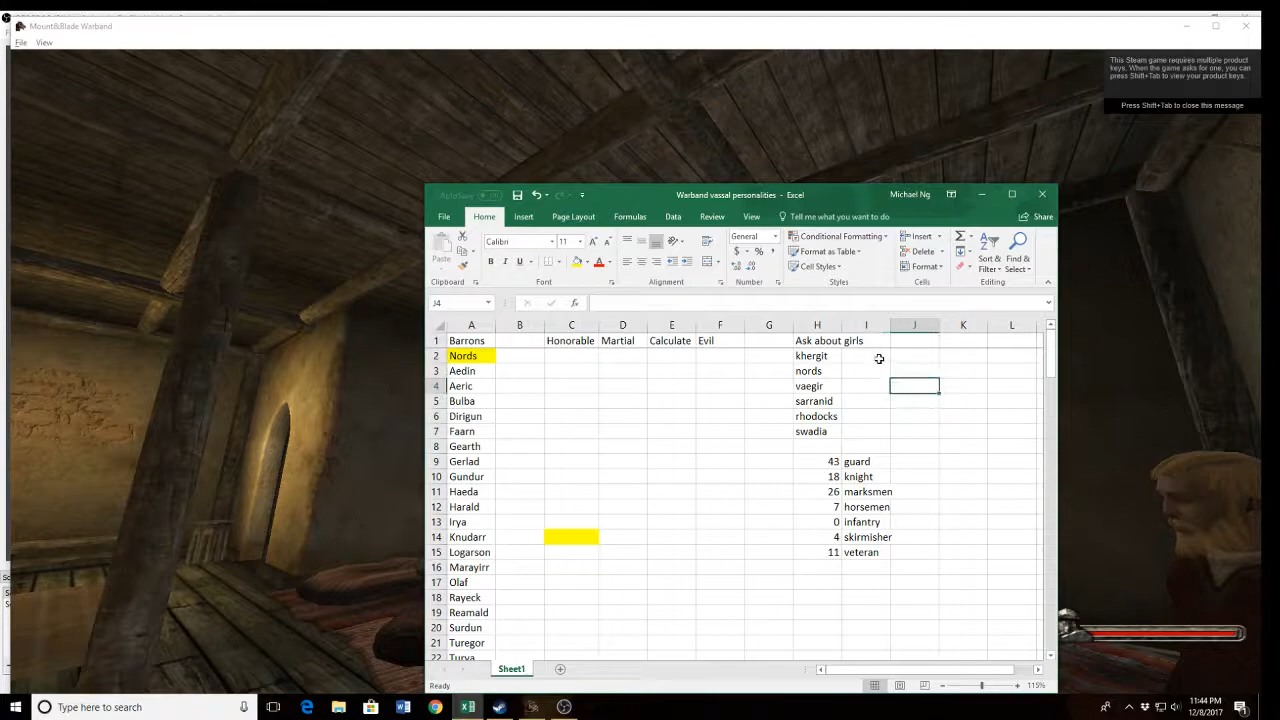 Mount&Blade Warband
File View
This Steam game requires multiple product
keys. When the game asks for one, you can
press Shift+Tab to view your product keys.
Press Shift+Tab to close this message
AutoSave Off
Warband vassal personalities - Excel
Michael Ng
File Home Insert Page Layout Formulas Data Review View Tell me what you want to do Share
Paste
Calibri 11
General
Conditional Formatting
Format as Table
Cell Styles
Insert
Delete
Format
Sort & Filter
Find & Select
Clipboard Font Alignment Number Styles Cells Editing
J4
A B C D E F G H I J K L
1 Barrons Honorable Martial Calculate Evil Ask about girls
2 Nords khergit
3 Aedin nords
4 Aeric vaegir
5 Bulba sarranid
6 Dirigun rhodocks
7 Faarn swadia
8 Gearth
9 Gerlad 43 guard
10 Gundur 18 knight
11 Haeda 26 marksmen
12 Harald 7 horsemen
13 Irya 0 infantry
14 Knudarr 4 skirmisher
15 Logarson 11 veteran
16 Marayirr
17 Olaf
18 Rayeck
19 Reamald
20 Surdun
21 Turegor
22 Turya
Sheet1
Ready
115%
Type here to search
11:44 PM
12/8/2017